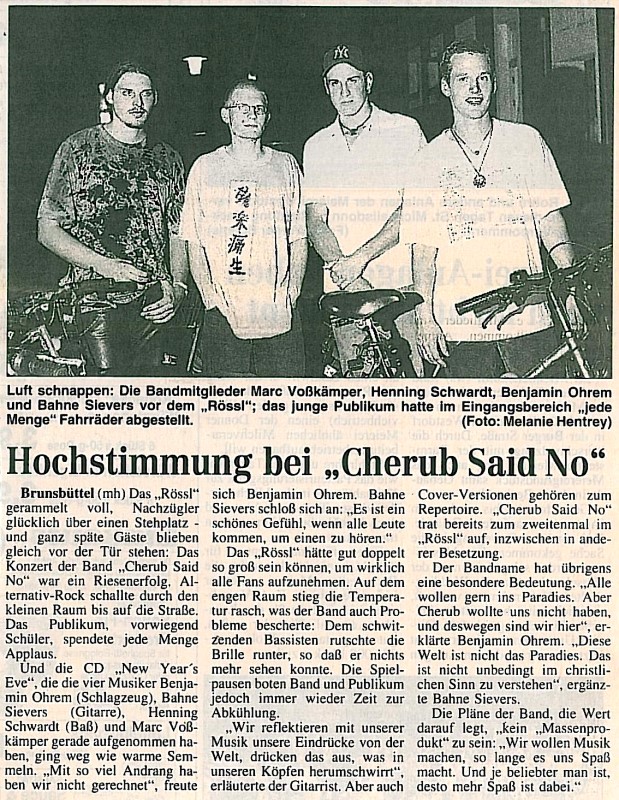 NY
強楽痴生
Luft schnappen: Die Bandmitglieder Marc Voßkämper, Henning Schwardt, Benjamin Ohrem
und Bahne Sievers vor dem „Rössl“; das junge Publikum hatte im Eingangsbereich „jede
Menge“ Fahrräder abgestellt. (Foto: Melanie Hentrey)
Hochstimmung bei „Cherub Said No“
Brunsbüttel (mh) Das „Rössl“
gerammelt voll, Nachzügler
glücklich über einen Stehplatz -
und ganz späte Gäste blieben
gleich vor der Tür stehen: Das
Konzert der Band „Cherub Said
No“ war ein Riesenerfolg, Al-
ternativ-Rock schallte durch den
kleinen Raum bis auf die Straße.
Das Publikum, vorwiegend
Schüler, spendete jede Menge
Applaus.
Und die CD „New Year's
Eve“, die die vier Musiker Benja-
min Ohrem (Schlagzeug), Bahne
Sievers (Gitarre), Henning
Schwardt (Baß) und Marc Voß-
kämper gerade aufgenommen ha-
ben, ging weg wie warme Sem-
meln. „Mit so viel Andrang ha-
ben wir nicht gerechnet“, freute
sich Benjamin Ohrem. Bahne
Sievers schloß sich an: „Es ist ein
schönes Gefühl, wenn alle Leute
kommen, um einen zu hören.“
Das „Rössl“ hätte gut doppelt
so groß sein können, um wirklich
alle Fans aufzunehmen. Auf dem
engen Raum stieg die Tempera-
tur rasch, was der Band auch Pro-
bleme bescherte: Dem schwit-
zenden Bassisten rutschte die
Brille runter, so daß er nichts
mehr sehen konnte. Die Spiel-
pausen boten Band und Publikum
jedoch immer wieder Zeit zur
Abkühlung.
„Wir reflektieren mit unserer
Musik unsere Eindrücke von der
Welt, drücken das aus, was in
unseren Köpfen herumschwirrt“,
erläuterte der Gitarrist. Aber auch
Cover-Versionen gehören zum
Repertoire. „Cherub Said No“
trat bereits zum zweitenmal im
„Rössl“ auf, inzwischen in ande-
rer Besetzung.
Der Bandname hat übrigens
eine besondere Bedeutung. „Alle
wollen gern ins Paradies. Aber
Cherub wollte uns nicht haben,
und deswegen sind wir hier“, er-
klärte Benjamin Ohrem. „Diese
Welt ist nicht das Paradies. Das
ist nicht unbedingt im christli-
chen Sinn zu verstehen“, ergänz-
te Bahne Sievers.
Die Pläne der Band, die Wert
darauf legt, „kein „Massenpro-
dukt“ zu sein: „Wir wollen Musik
machen, so lange es uns Spaß
macht. Und je beliebter man ist,
desto mehr Spaß ist dabei.“